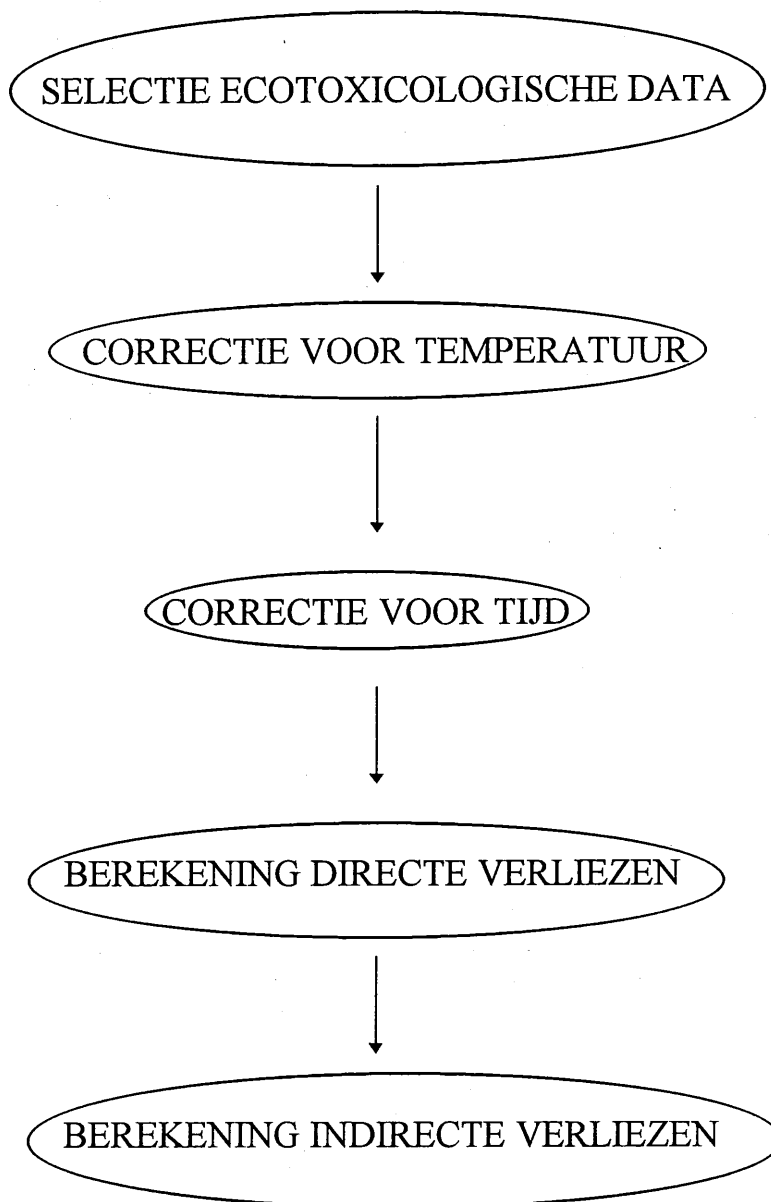 SELECTIE ECOTOXICOLOGISCHE DATA
CORRECTIE VOOR TEMPERATUUR
CORRECTIE VOOR TIJD
BEREKENING DIRECTE VERLIEZEN
BEREKENING INDIRECTE VERLIEZEN